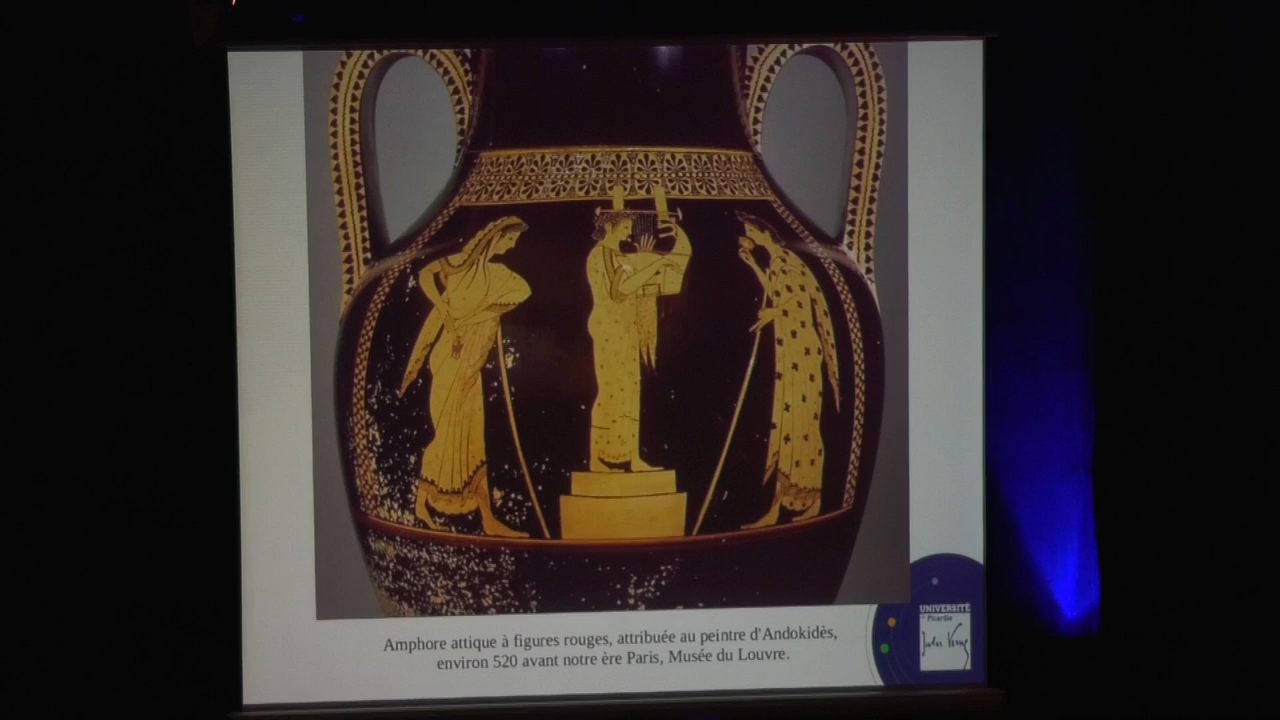 Amphore attique à figures rouges, attribuée au peintre d'Andokidès,
environ 520 avant notre ère Paris, Musée du Louvre.
UNIVERSITÉ
de Picardie
Jules Verne